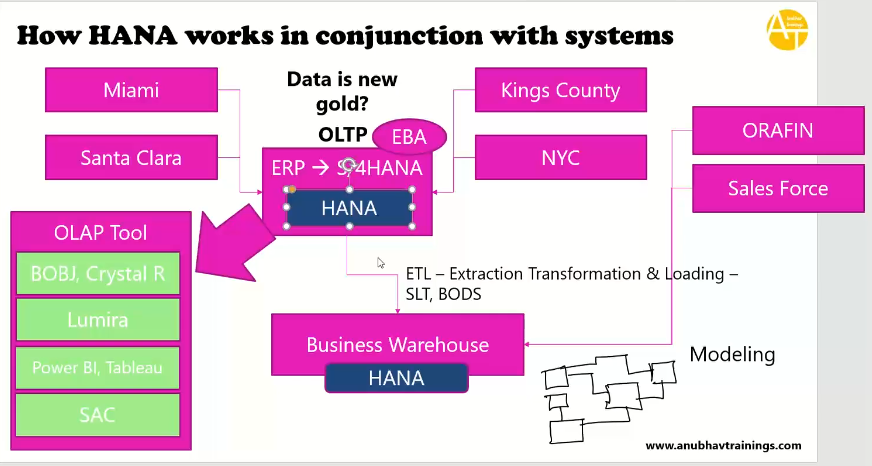 How HANA works in conjunction with systems
Miami
Santa Clara
Data is new
gold?
OLTP
EBA
ERP → S/4HANA
HANA
Kings County
NYC
ORAFIN
Sales Force
OLAP Tool
BOBJ, Crystal R
Lumira
Power BI, Tableau
SAC
ETL – Extraction Transformation & Loading –
SLT, BODS
Business Warehouse
HANA
Modeling
www.anubhavtrainings.com